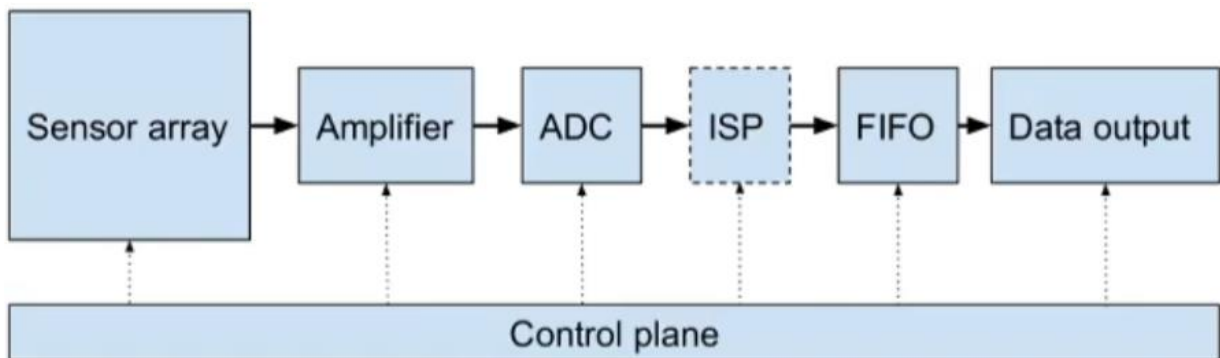 Sensor array
Amplifier
ADC
ISP
FIFO
Data output
Control plane